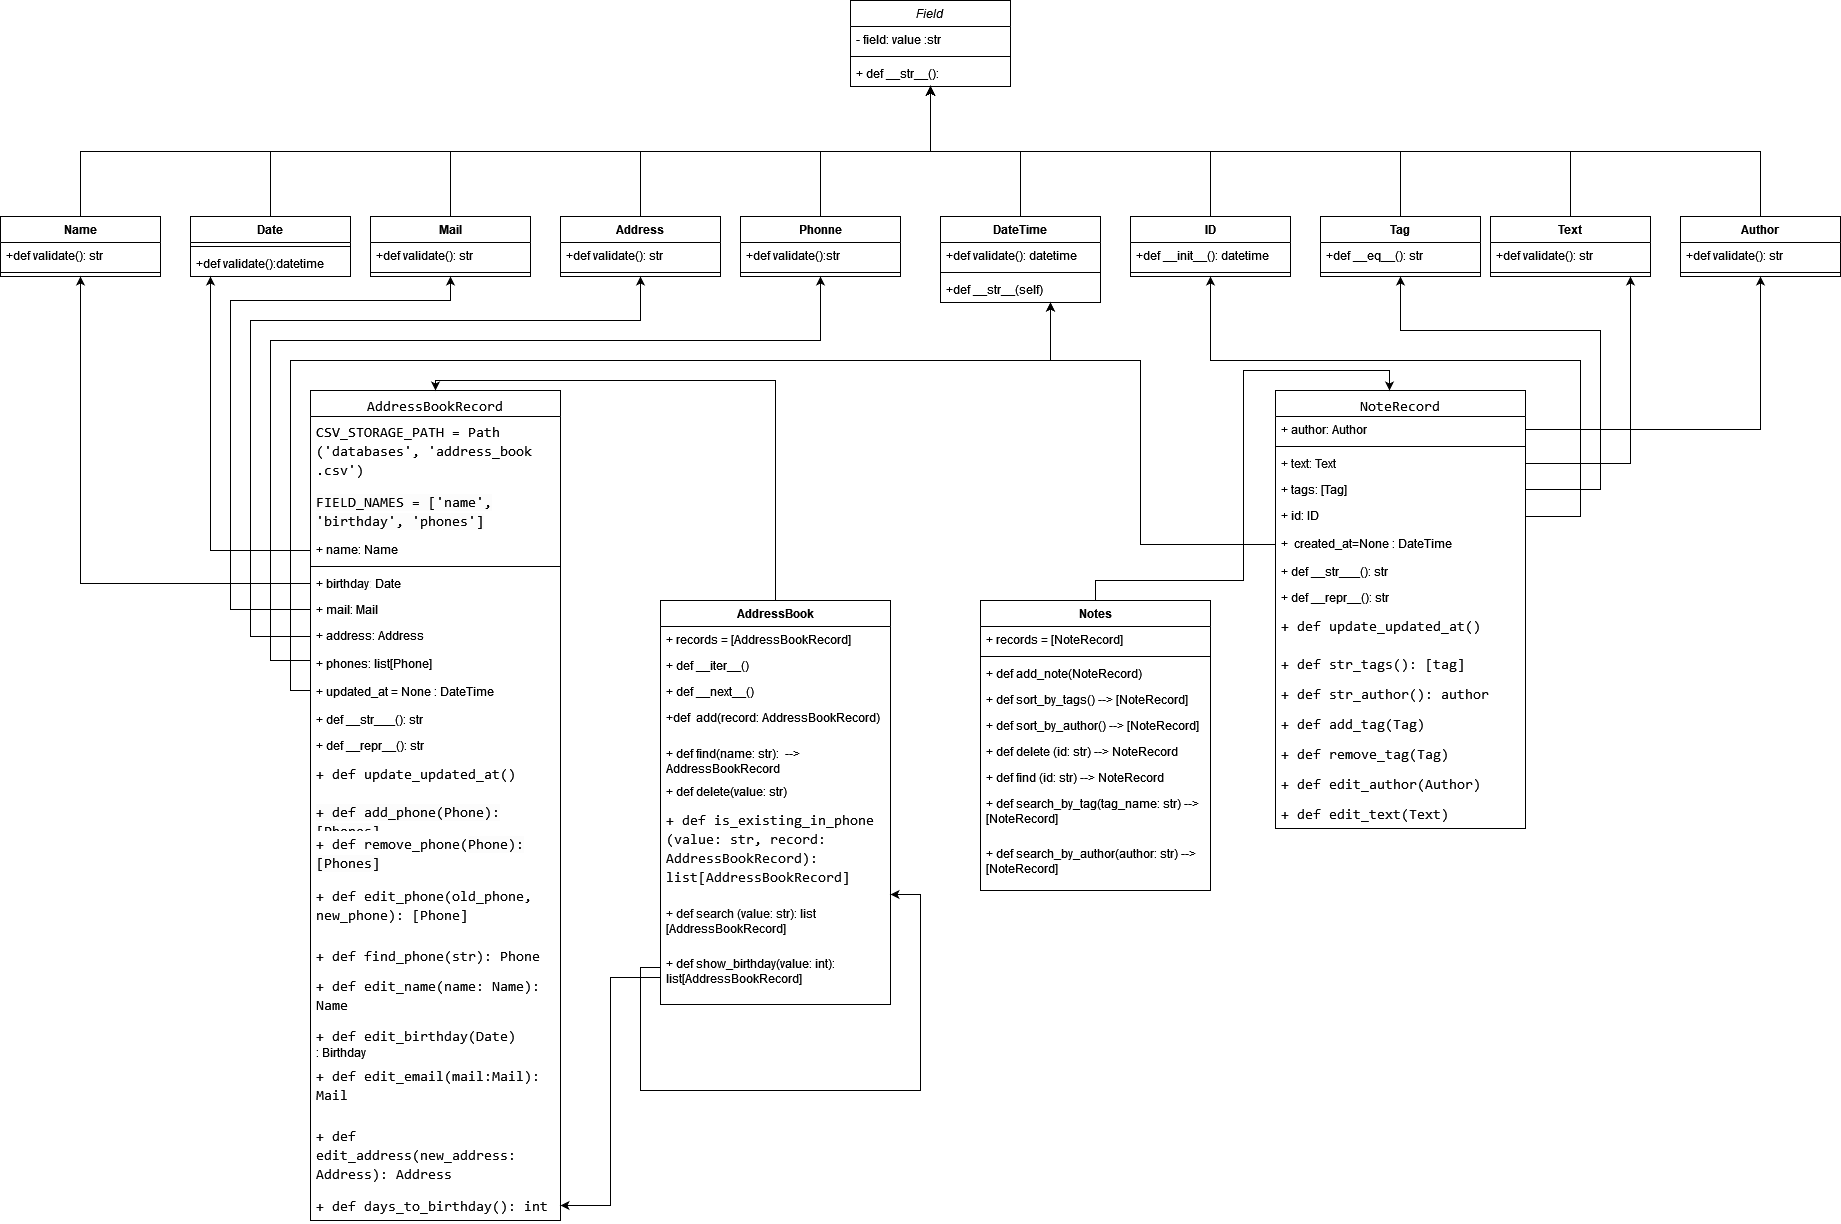 Field
- field: value :str
+ def __str__():
Name
+def validate(): str
Date
+def validate():datetime
Mail
+def validate(): str
Address
+def validate(): str
Phonne
+def validate():str
DateTime
+def validate(): datetime
+def __str__(self)
ID
+def __init__(): datetime
Tag
+def __eq__(): str
Text
+def validate(): str
Author
+def validate(): str
AddressBookRecord
CSV_STORAGE_PATH = Path
('databases', 'address_book
.csv')
FIELD_NAMES = ['name',
'birthday', 'phones']
+ name: Name
+ birthday: Date
+ mail: Mail
+ address: Address
+ phones: list[Phone]
+ updated_at = None : DateTime
+ def __str___(): str
+ def __repr__(): str
+ def update_updated_at()
+ def add_phone(Phone):
[Phones]
+ def remove_phone(Phone):
[Phones]
+ def edit_phone(old_phone,
new_phone): [Phone]
+ def find_phone(str): Phone
+ def edit_name(name: Name):
Name
+ def edit_birthday(Date)
: Birthday
+ def edit_email(mail:Mail):
Mail
+ def
edit_address(new_address:
Address): Address
+ def days_to_birthday(): int
AddressBook
+ records = [AddressBookRecord]
+ def __iter__()
+ def __next__()
+def  add(record: AddressBookRecord)
+ def find(name: str):  -->
AddressBookRecord
+ def delete(value: str)
+ def is_existing_in_phone
(value: str, record:
AddressBookRecord):
list[AddressBookRecord]
+ def search (value: str): list
[AddressBookRecord]
+ def show_birthday(value: int):
list[AddressBookRecord]
Notes
+ records = [NoteRecord]
+ def add_note(NoteRecord)
+ def sort_by_tags() --> [NoteRecord]
+ def sort_by_author() --> [NoteRecord]
+ def delete (id: str) --> NoteRecord
+ def find (id: str) --> NoteRecord
+ def search_by_tag(tag_name: str) -->
[NoteRecord]
+ def search_by_author(author: str) -->
[NoteRecord]
NoteRecord
+ author: Author
+ text: Text
+ tags: [Tag]
+ id: ID
+  created_at=None : DateTime
+ def __str___(): str
+ def __repr__(): str
+ def update_updated_at()
+ def str_tags(): [tag]
+ def str_author(): author
+ def add_tag(Tag)
+ def remove_tag(Tag)
+ def edit_author(Author)
+ def edit_text(Text)